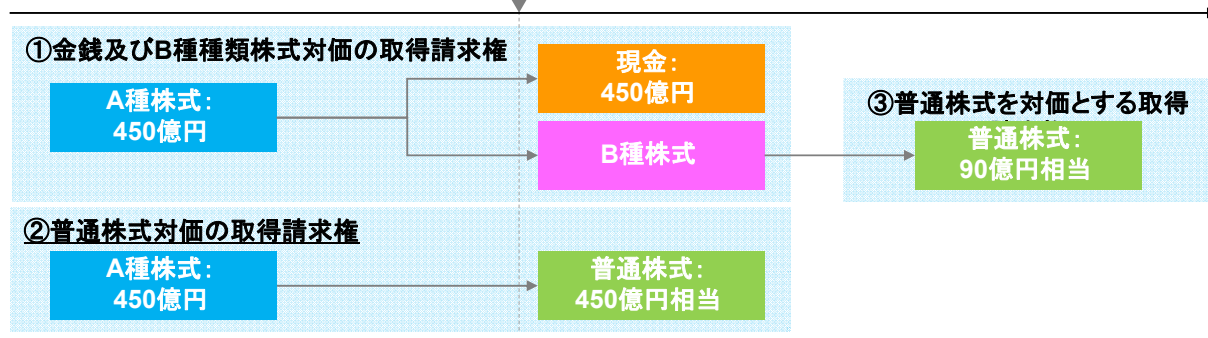 ①金銭及びB種種類株式対価の取得請求権
A種株式：
450億円
現金：
450億円
B種株式
③普通株式を対価とする取得
普通株式：
90億円相当
②普通株式対価の取得請求権
A種株式：
450億円
普通株式：
450億円相当